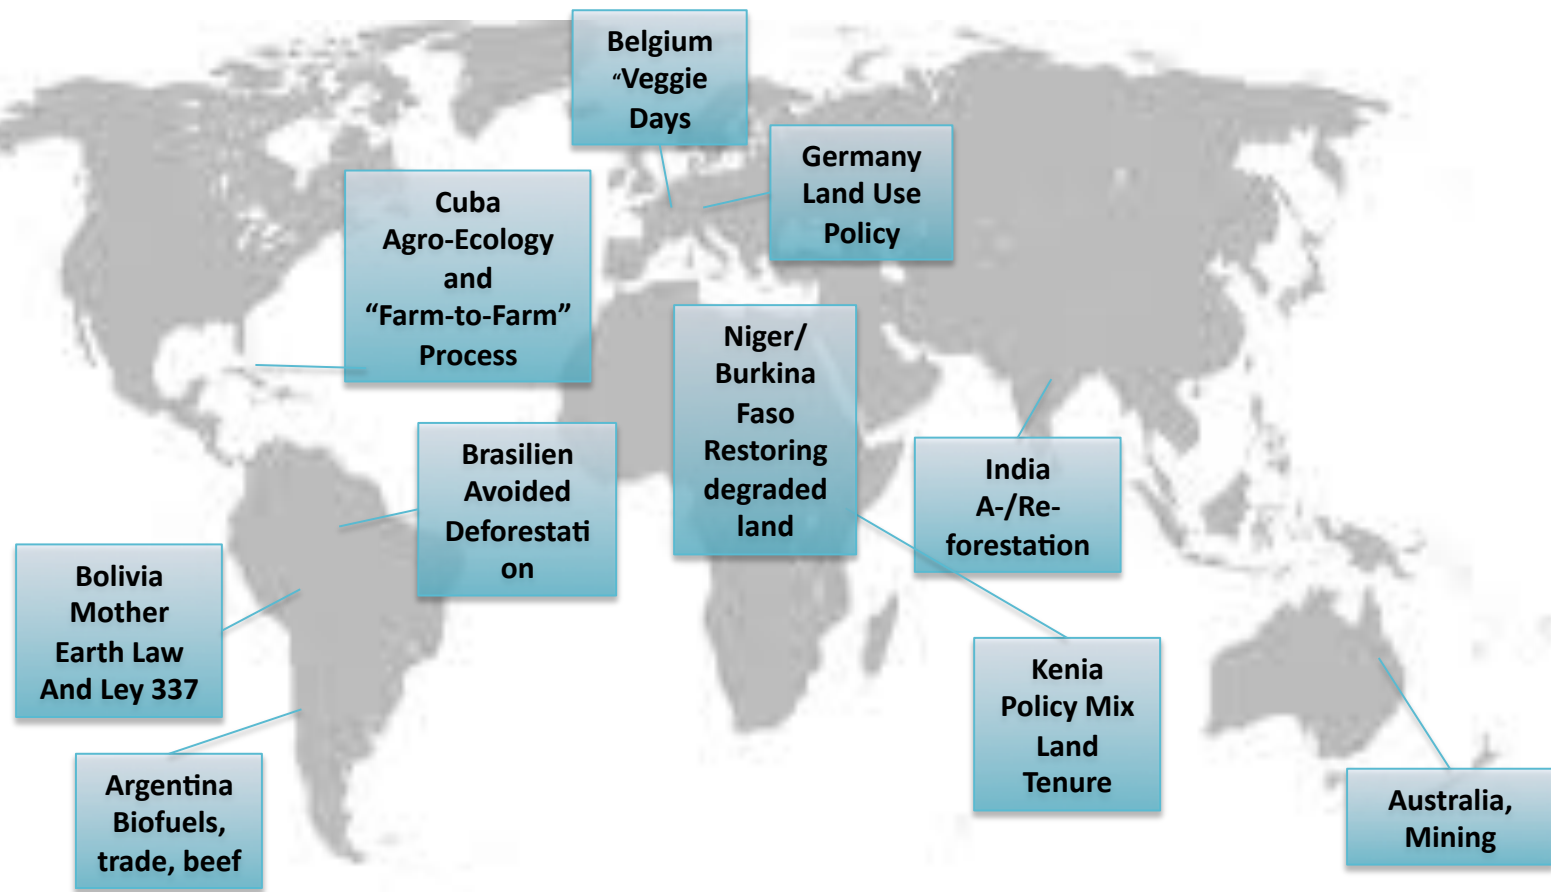 Belgium
“Veggie
Days
Germany
Land Use
Policy
Cuba
Agro-Ecology
and
“Farm-to-Farm”
Process
Niger/
Burkina
Faso
Restoring
degraded
land
Brasilien
Avoided
Deforestati
on
India
A-/Re-
forestation
Bolivia
Mother
Earth Law
And Ley 337
Kenia
Policy Mix
Land
Tenure
Argentina
Biofuels,
trade, beef
Australia,
Mining